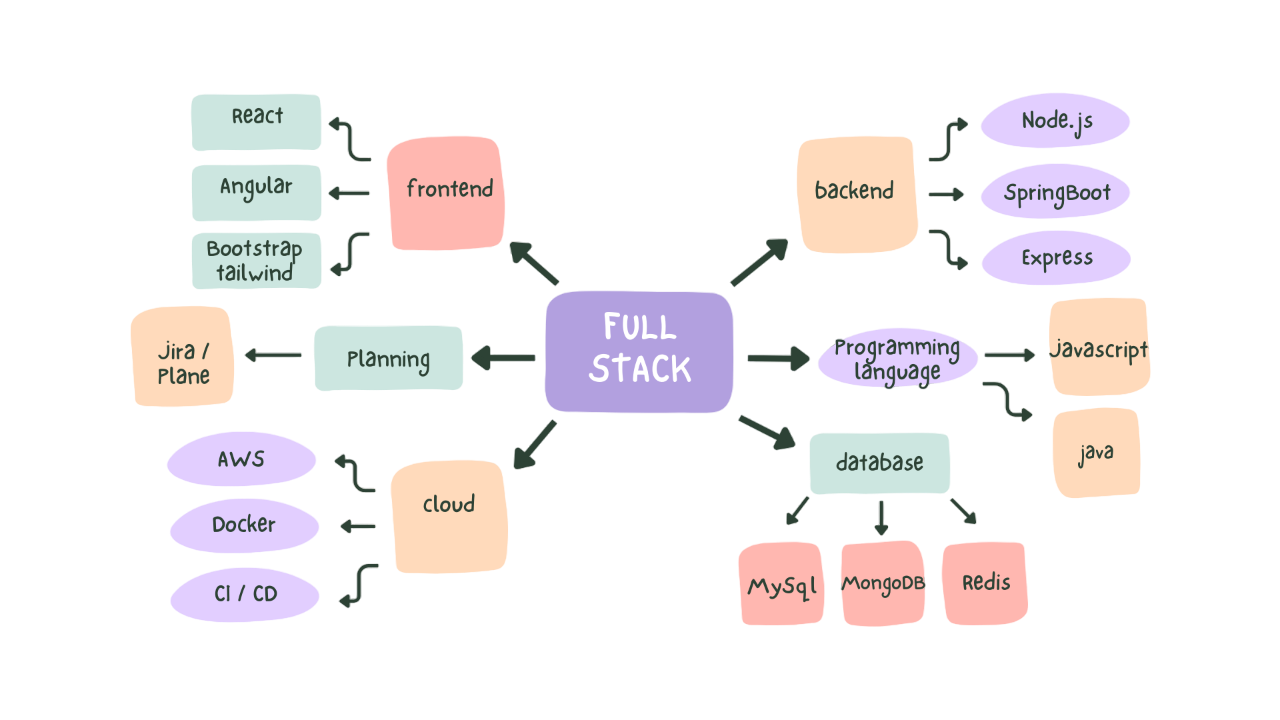 React
Angular
Bootstrap
tailwind
frontend
backend
Node.js
SpringBoot
Express
FULL
STACK
Jira /
Plane
Planning
Programming
language
Javascript
java
AWS
Docker
CI / CD
cloud
database
MySql
MongoDB
Redis